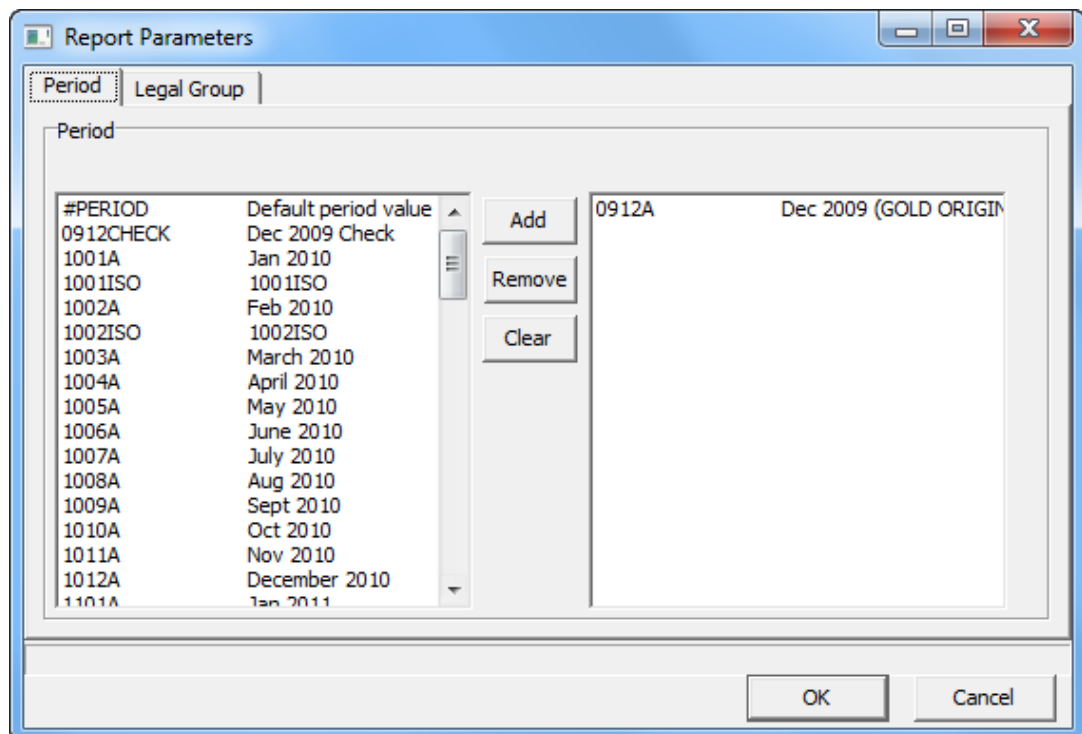 Report Parameters
Period Legal Group
Period
#PERIOD Default period value
0912CHECK Dec 2009 Check
1001A Jan 2010
1001ISO 1001ISO
1002A Feb 2010
1002ISO 1002ISO
1003A March 2010
1004A April 2010
1005A May 2010
1006A June 2010
1007A July 2010
1008A Aug 2010
1009A Sept 2010
1010A Oct 2010
1011A Nov 2010
1012A December 2010
1101A Jan 2011
Add
Remove
Clear
0912A Dec 2009 (GOLD ORIGIN
OK Cancel